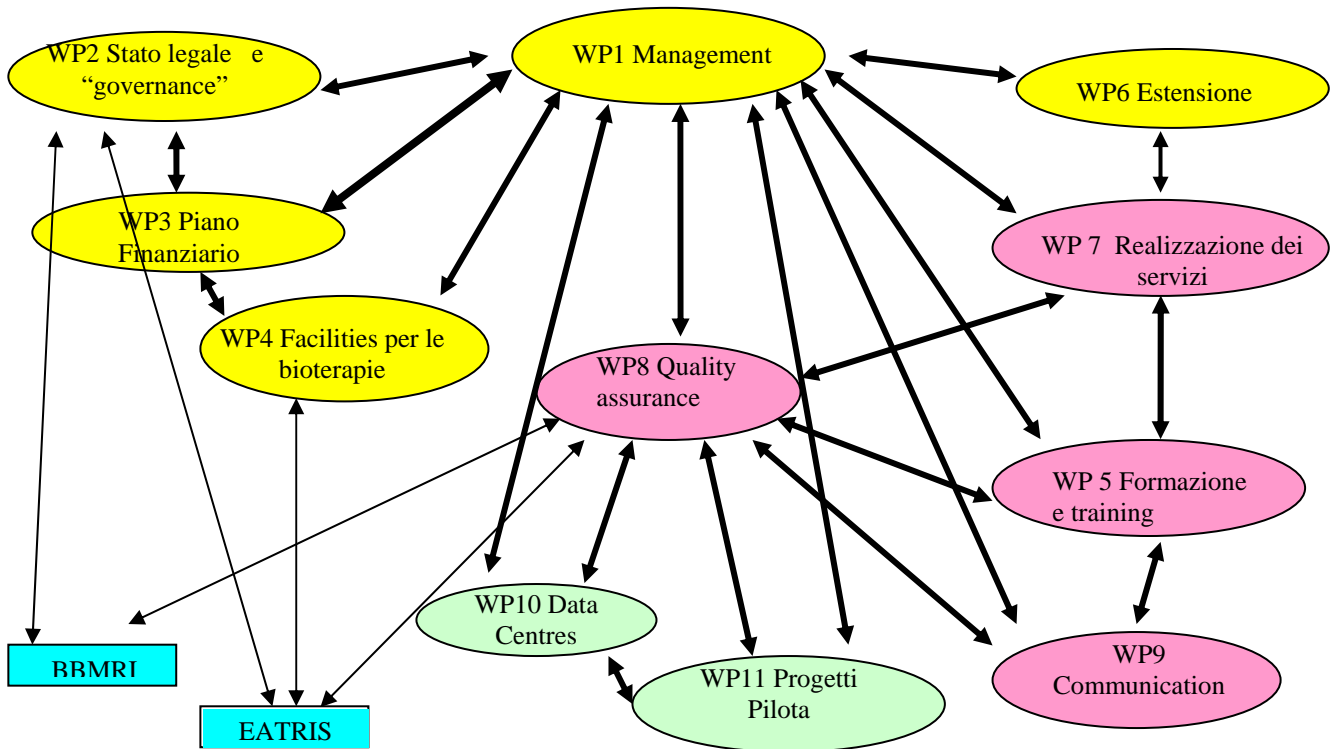 WP2 Stato legale e
“governance”
WP1 Management
WP6 Estensione
WP3 Piano
Finanziario
WP 7 Realizzazione dei
servizi
WP4 Facilities per le
bioterapie
WP8 Quality
assurance
WP 5 Formazione
e training
WP10 Data
Centres
WP9
Communication
WP11 Progetti
Pilota
BBMRI
EATRIS